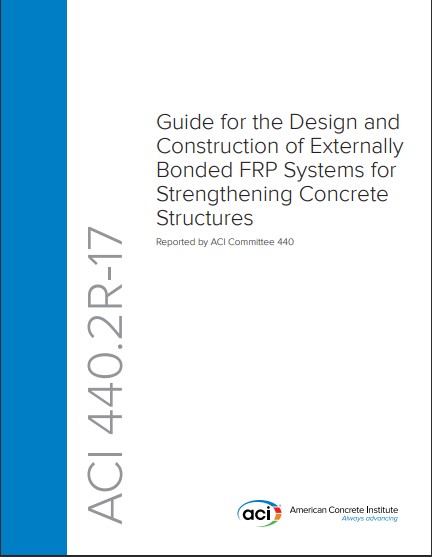 Guide for the Design and
Construction of Externally
Bonded FRP Systems for
Strengthening Concrete
Structures
Reported by ACI Committee 440
ACI 440.2R-17
aci
American Concrete Institute
Always advancing